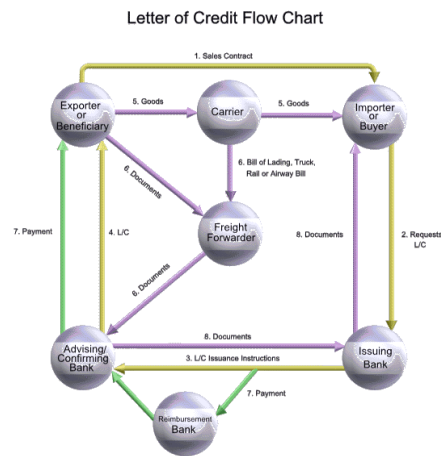 Letter of Credit Flow Chart
1. Sales Contract
Exporter
or
Beneficiary
5. Goods
Carrier
5. Goods
Importer
or
Buyer
6. Bill of Lading, Truck,
Rail or Airway Bill
6. Documents
7. Payment
4. L/C
Freight
Forwarder
8. Documents
2. Requests
L/C
6. Documents
Advising/
Confirming
Bank
8. Documents
3. L/C Issuance Instructions
Issuing
Bank
7. Payment
Reimbursement
Bank